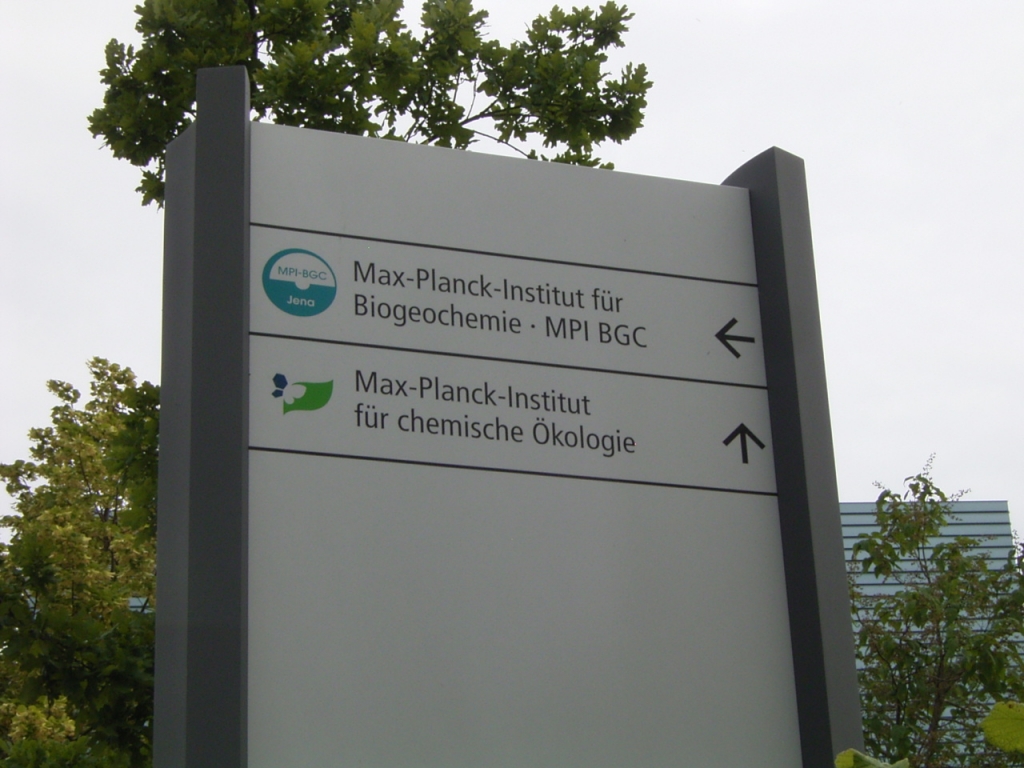 MPI-BGC
Jena
Max-Planck-Institut für
Biogeochemie · MPI BGC
Max-Planck-Institut
für chemische Ökologie